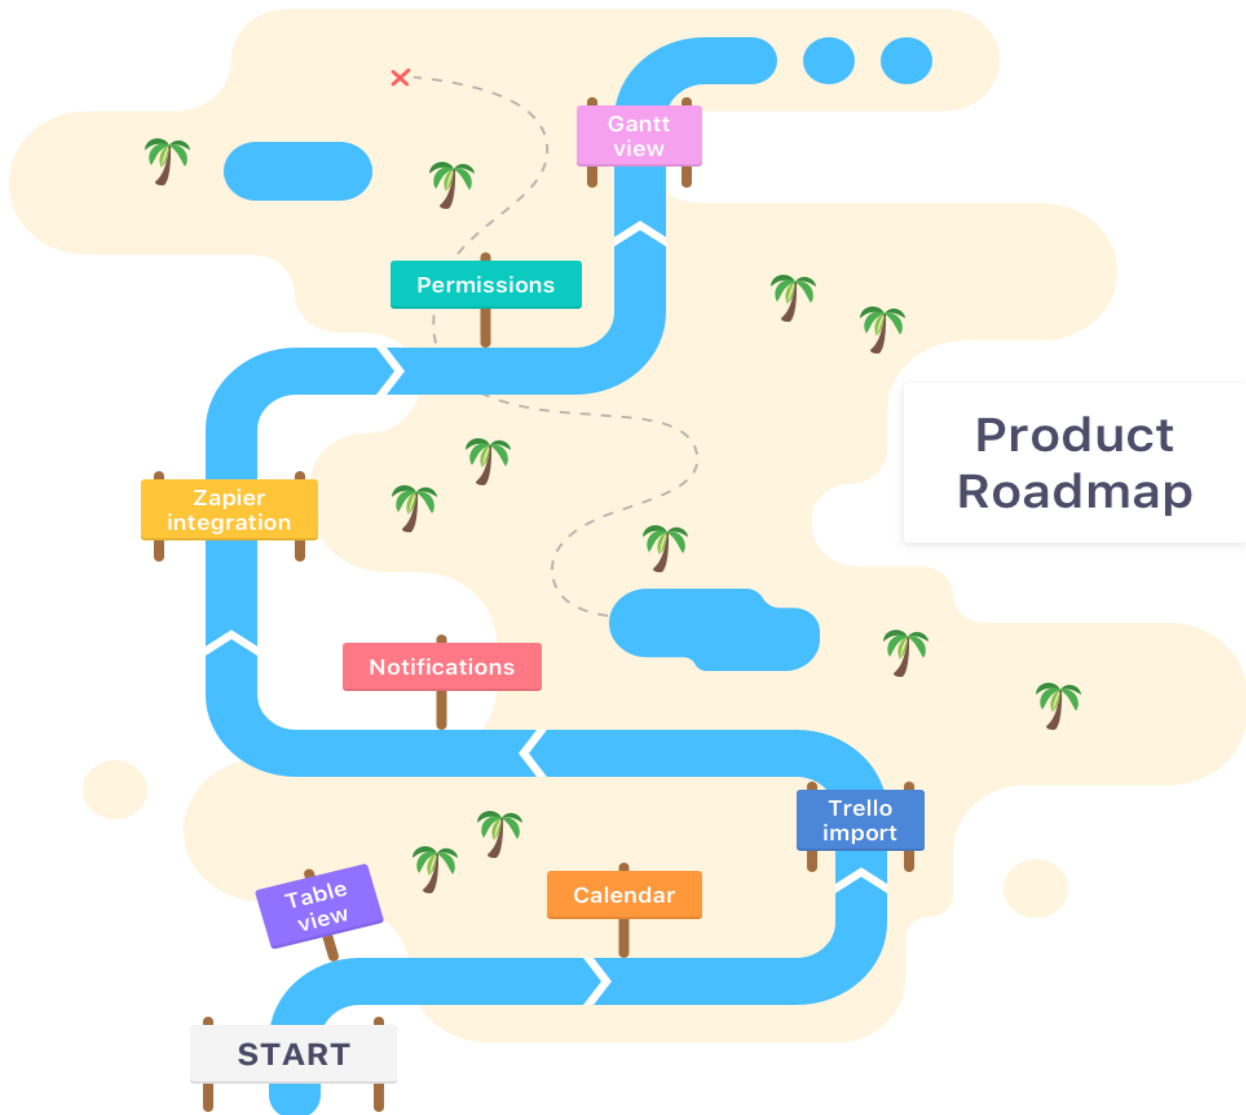 Gantt
view
Permissions
Product
Roadmap
Zapier
integration
Notifications
Trello
import
Table
view
Calendar
START